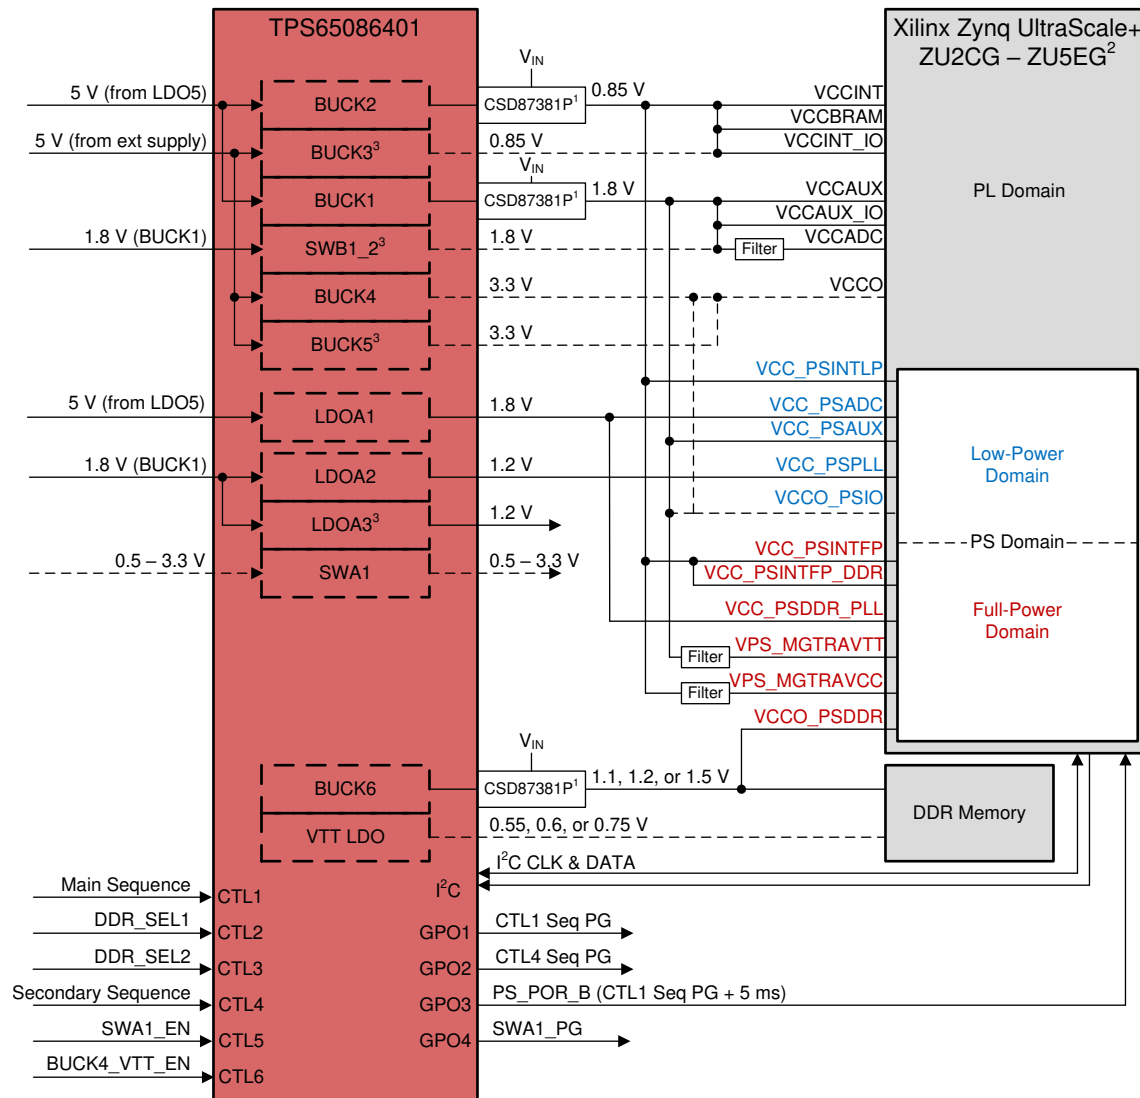 TPS65086401
Xilinx Zynq UltraScale+
ZU2CG – ZU5EG²
V_IN
5 V (from LDO5)
BUCK2
CSD87381P¹
0.85 V
VCCINT
VCCBRAM
5 V (from ext supply)
BUCK3³
0.85 V
VCCINT_IO
V_IN
BUCK1
CSD87381P¹
1.8 V
VCCAUX
PL Domain
VCCAUX_IO
1.8 V (BUCK1)
SWB1_2³
1.8 V
Filter
VCCADC
BUCK4
3.3 V
VCCO
BUCK5³
3.3 V
VCC_PSINTLP
5 V (from LDO5)
LDOA1
1.8 V
VCC_PSADC
VCC_PSAUX
1.8 V (BUCK1)
LDOA2
1.2 V
VCC_PSPLL
Low-Power
Domain
VCCO_PSIO
LDOA3³
1.2 V
PS Domain
0.5 – 3.3 V
SWA1
0.5 – 3.3 V
VCC_PSINTFP
VCC_PSINTFP_DDR
VCC_PSDDR_PLL
Full-Power
Domain
Filter
VPS_MGTRAVTT
Filter
VPS_MGTRAVCC
VCCO_PSDDR
V_IN
BUCK6
CSD87381P¹
1.1, 1.2, or 1.5 V
DDR Memory
VTT LDO
0.55, 0.6, or 0.75 V
I²C CLK & DATA
Main Sequence
CTL1
I²C
DDR_SEL1
CTL2
GPO1
CTL1 Seq PG
DDR_SEL2
CTL3
GPO2
CTL4 Seq PG
Secondary Sequence
CTL4
GPO3
PS_POR_B (CTL1 Seq PG + 5 ms)
SWA1_EN
CTL5
GPO4
SWA1_PG
BUCK4_VTT_EN
CTL6